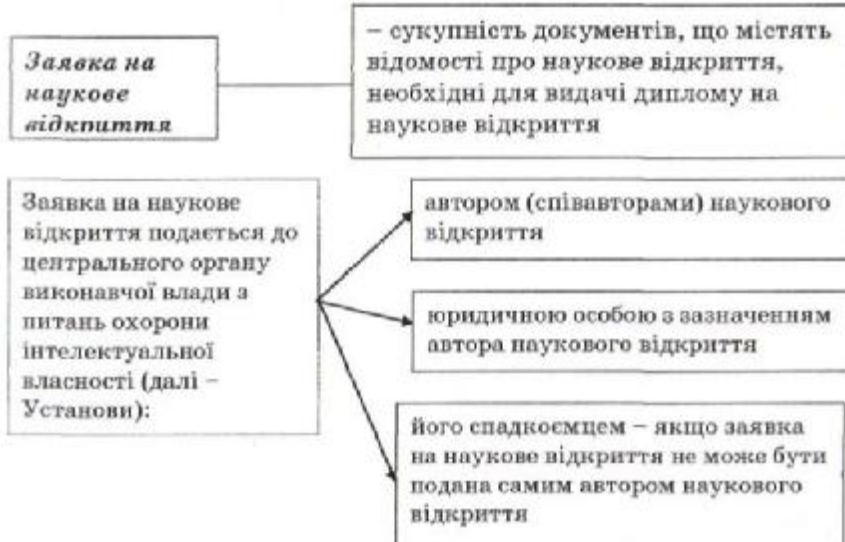 Заявка на
наукове
відкриття
– сукупність документів, що містять
відомості про наукове відкриття,
необхідні для видачі диплому на
наукове відкриття
Заявка на наукове
відкриття подається до
центрального органу
виконавчої влади з
питань охорони
інтелектуальної
власності (далі –
Установи):
автором (співавторами) наукового
відкриття
юридичною особою з зазначенням
автора наукового відкриття
його спадкоємцем – якщо заявка
на наукове відкриття не може бути
подана самим автором наукового
відкриття